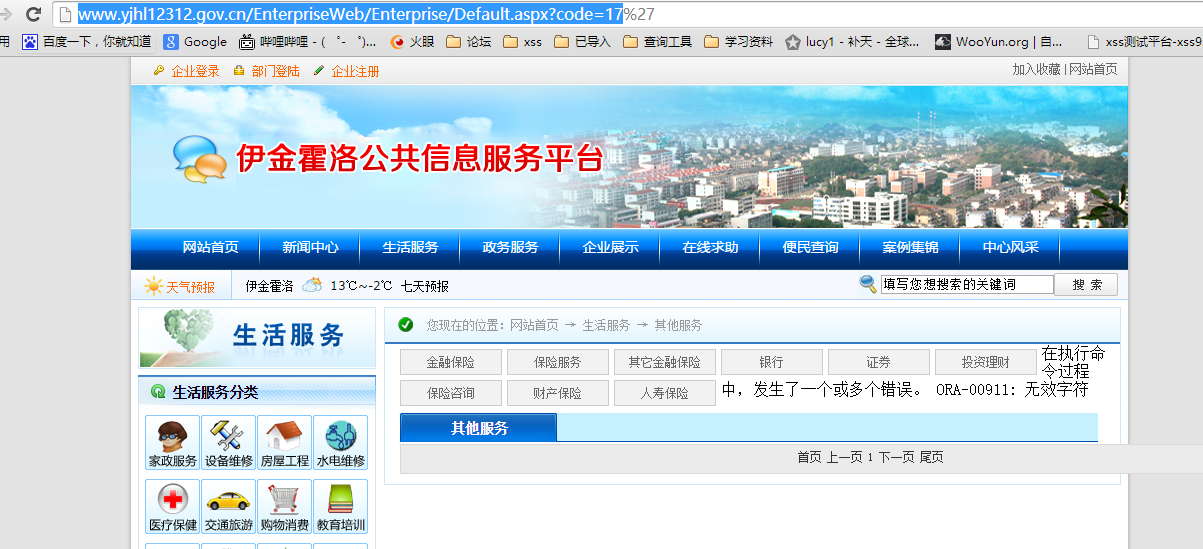 www.yjhl12312.gov.cn/EnterpriseWeb/Enterprise/Default.aspx?code=17%27
用 百度一下，你就知道 Google 哔哩哔哩 - ( ゜- ゜)... 火眼 论坛 xss 已导入 查询工具 学习资料 lucy1 - 补天 - 全球... WooYun.org | 自... xss测试平台-xss9
企业登录 部门登陆 企业注册 加入收藏 | 网站首页
伊金霍洛公共信息服务平台
网站首页 新闻中心 生活服务 政务服务 企业展示 在线求助 便民查询 案例集锦 中心风采
天气预报 伊金霍洛 13℃~-2℃ 七天预报 填写您想搜索的关键词 搜 索
生活服务
您现在的位置：网站首页 → 生活服务 → 其他服务
金融保险 保险服务 其它金融保险 银行 证券 投资理财 在执行命
令过程
保险咨询 财产保险 人寿保险 中，发生了一个或多个错误。 ORA-00911: 无效字符
生活服务分类
其他服务
首页 上一页 1 下一页 尾页
家政服务 设备维修 房屋工程 水电维修
医疗保健 交通旅游 购物消费 教育培训